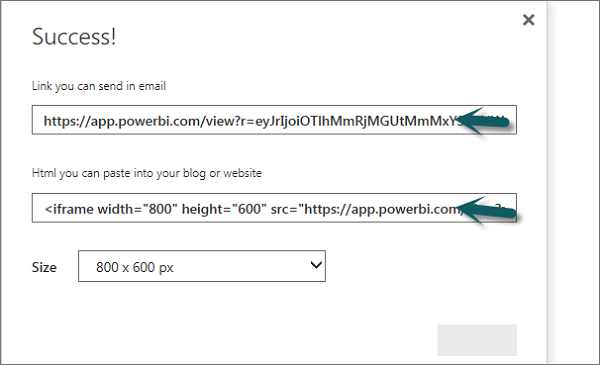 Success!
Link you can send in email
https://app.powerbi.com/view?r=eyJrIjoiOTIhMmRjMGUtMmMxY
Html you can paste into your blog or website
<iframe width="800" height="600" src="https://app.powerbi.com/
Size 800 x 600 px